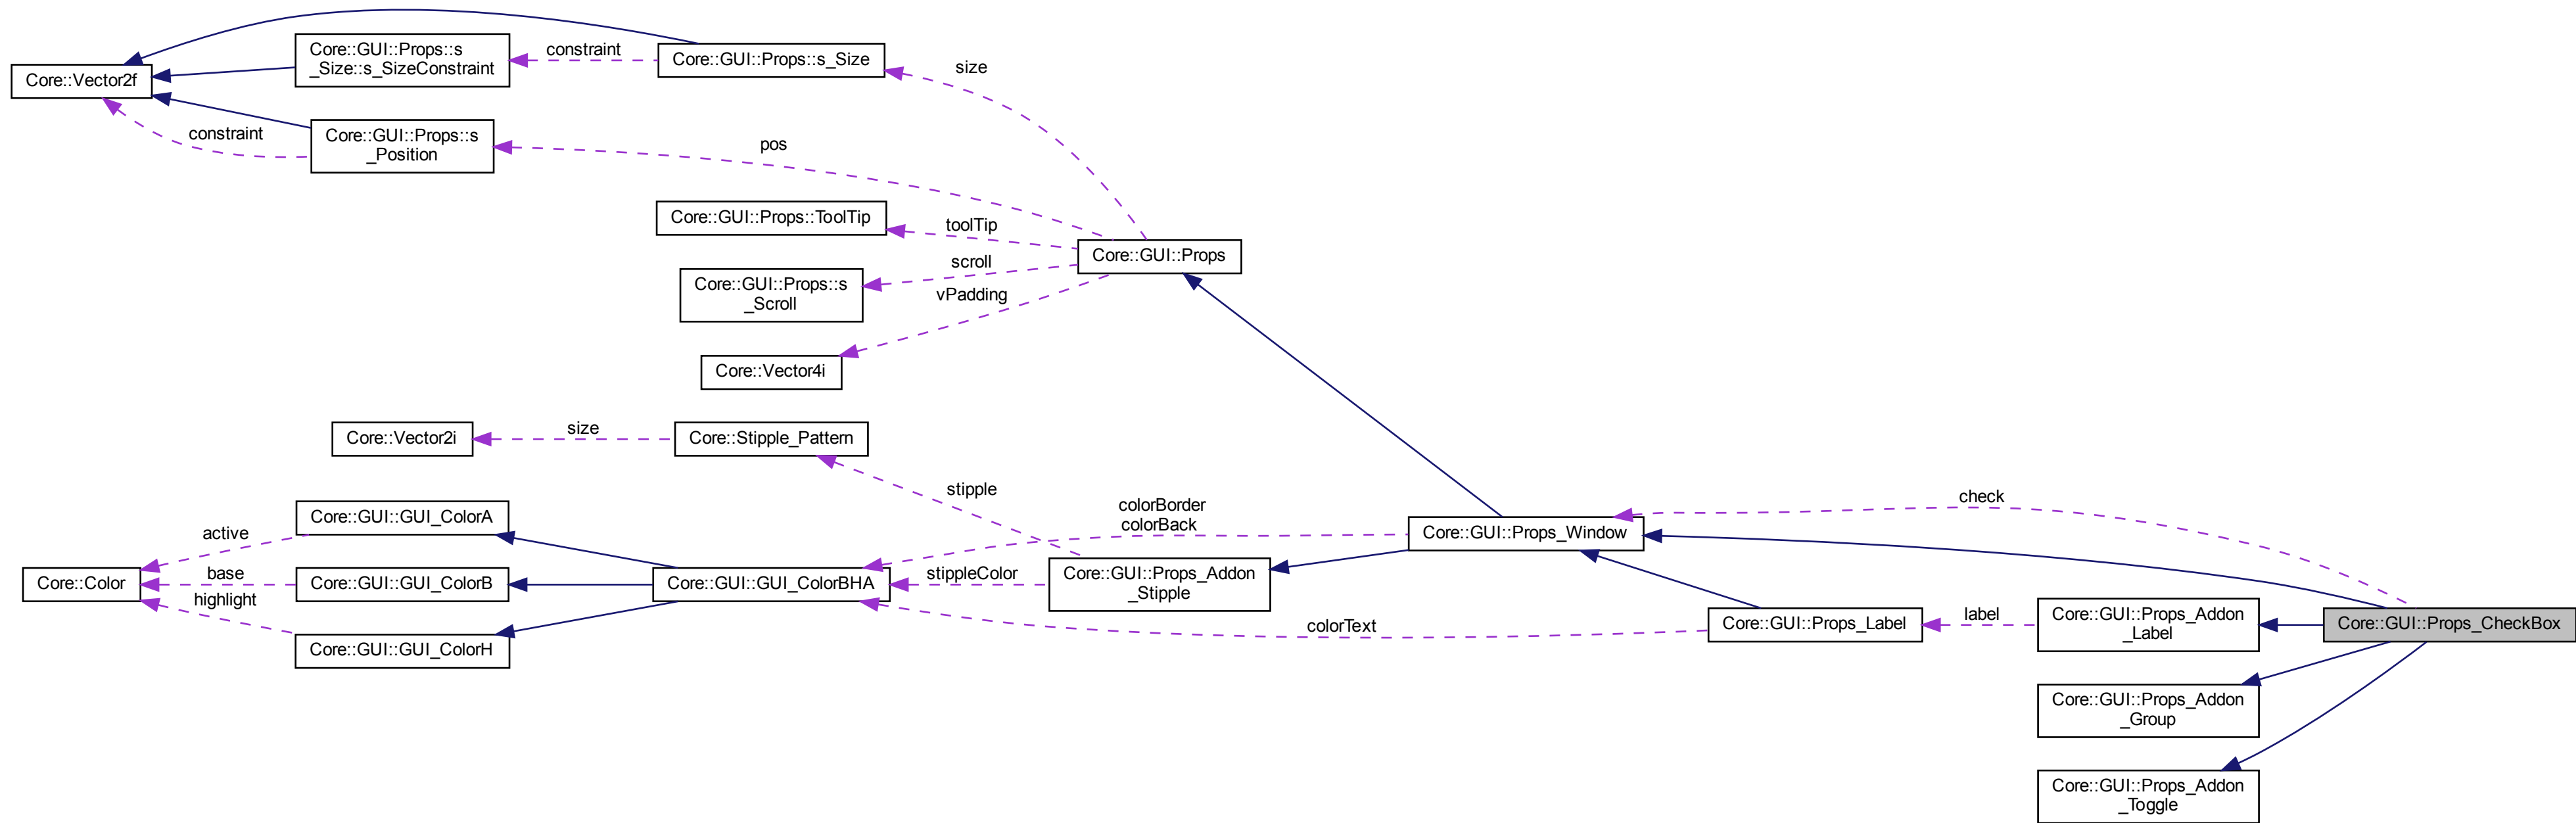 Core::Vector2f
Core::GUI::Props::s
_Size::s_SizeConstraint
constraint
Core::GUI::Props::s_Size
size
constraint
Core::GUI::Props::s
_Position
pos
Core::GUI::Props::ToolTip
toolTip
Core::GUI::Props::s
_Scroll
scroll
vPadding
Core::Vector4i
Core::GUI::Props
Core::Vector2i
size
Core::Stipple_Pattern
stipple
Core::GUI::GUI_ColorA
active
Core::Color
base
highlight
Core::GUI::GUI_ColorB
Core::GUI::GUI_ColorH
Core::GUI::GUI_ColorBHA
colorBorder
colorBack
stippleColor
Core::GUI::Props_Addon
_Stipple
colorText
Core::GUI::Props_Window
check
Core::GUI::Props_Label
label
Core::GUI::Props_Addon
_Label
Core::GUI::Props_CheckBox
Core::GUI::Props_Addon
_Group
Core::GUI::Props_Addon
_Toggle